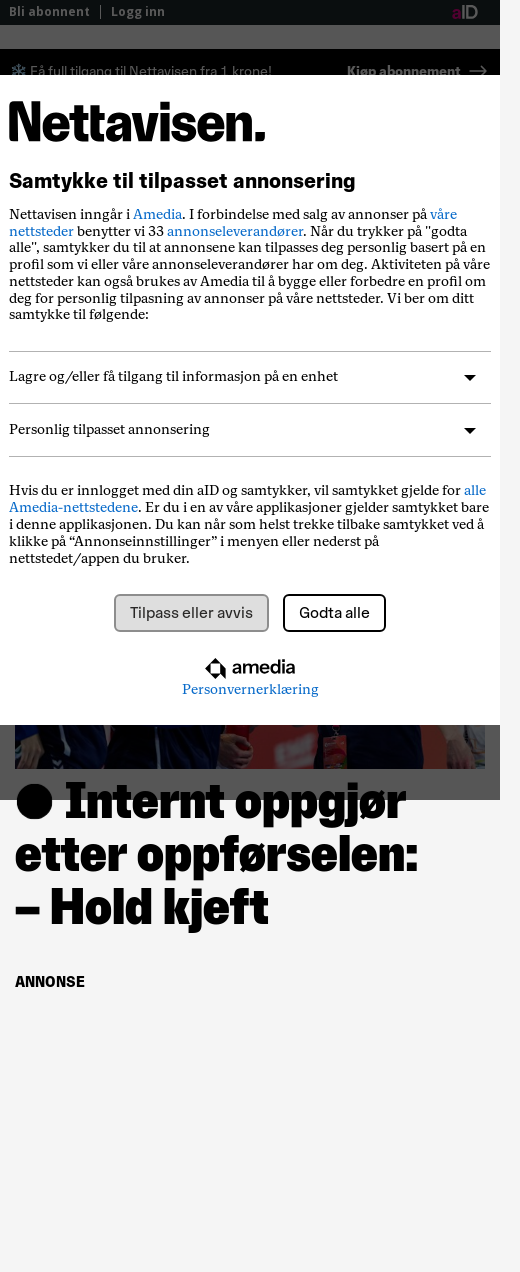 Bli abonnent
Logg inn
aID
Få full tilgang til Nettavisen fra 1 krone!
Kjøp abonnement
Nettavisen.
Samtykke til tilpasset annonsering
Nettavisen inngår i Amedia. I forbindelse med salg av annonser på våre
nettsteder benytter vi 33 annonseleverandører. Når du trykker på "godta
alle", samtykker du til at annonsene kan tilpasses deg personlig basert på en
profil som vi eller våre annonseleverandører har om deg. Aktiviteten på våre
nettsteder kan også brukes av Amedia til å bygge eller forbedre en profil om
deg for personlig tilpasning av annonser på våre nettsteder. Vi ber om ditt
samtykke til følgende:
Lagre og/eller få tilgang til informasjon på en enhet
Personlig tilpasset annonsering
Hvis du er innlogget med din aID og samtykker, vil samtykket gjelde for alle
Amedia-nettstedene. Er du i en av våre applikasjoner gjelder samtykket bare
i denne applikasjonen. Du kan når som helst trekke tilbake samtykket ved å
klikke på “Annonseinnstillinger” i menyen eller nederst på
nettstedet/appen du bruker.
Tilpass eller avvis
Godta alle
amedia
Personvernerklæring
● Internt oppgjør
etter oppførselen:
– Hold kjeft
ANNONSE